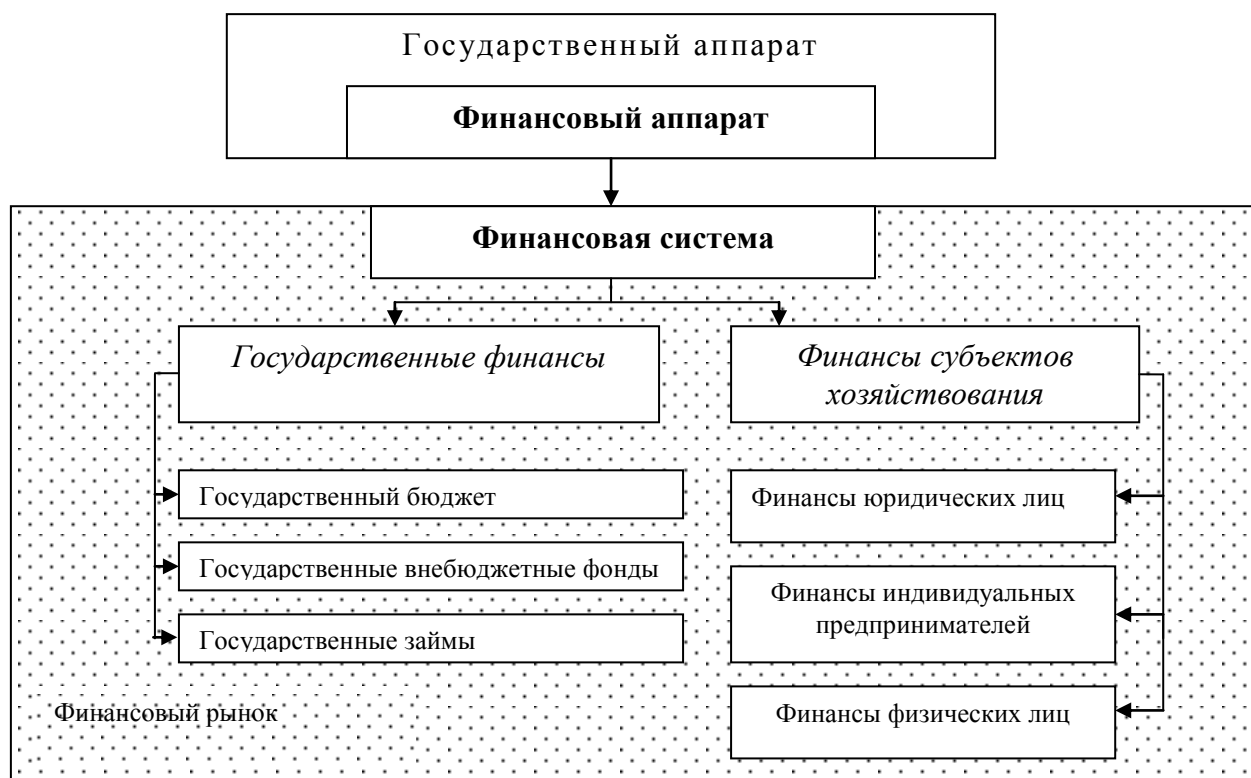 Государственный аппарат
Финансовый аппарат
Финансовая система
Государственные финансы
Финансы субъектов
хозяйствования
Государственный бюджет
Государственные внебюджетные фонды
Государственные займы
Финансы юридических лиц
Финансы индивидуальных
предпринимателей
Финансы физических лиц
Финансовый рынок